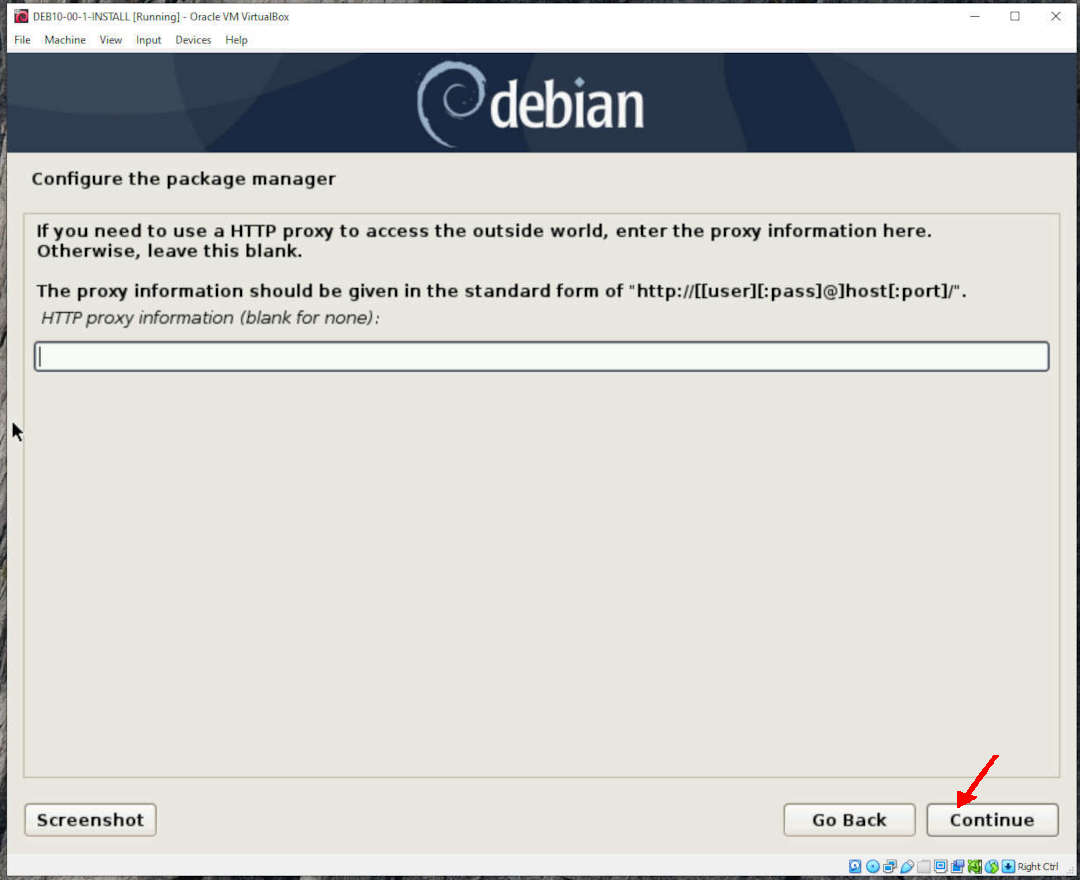 DEB10-00-1-INSTALL [Running] - Oracle VM VirtualBox
File Machine View Input Devices Help
debian
Configure the package manager
If you need to use a HTTP proxy to access the outside world, enter the proxy information here.
Otherwise, leave this blank.
The proxy information should be given in the standard form of "http://[[user][:pass]@]host[:port]/".
HTTP proxy information (blank for none):
Screenshot
Go Back
Continue
Right Ctrl